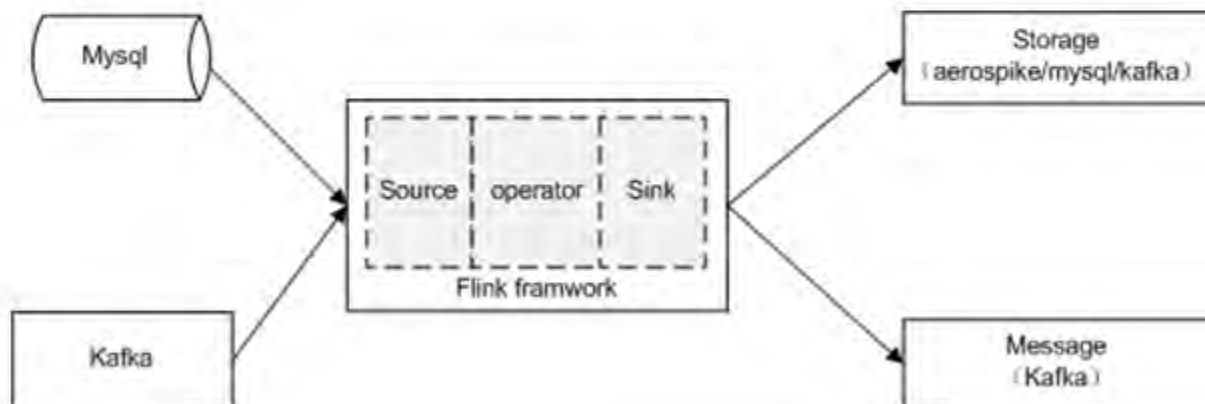 Mysql
Storage
（aerospike/mysql/kafka）
Source
operator
Sink
Flink framwork
Kafka
Message
（Kafka）